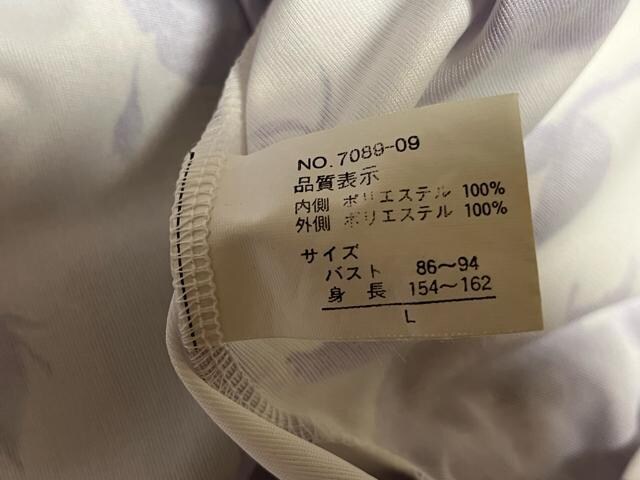 NO.7089-09
品質表示
内側 ポリエステル 100%
外側 ポリエステル 100%
サイズ
バスト 86～94
身長 154～162
L